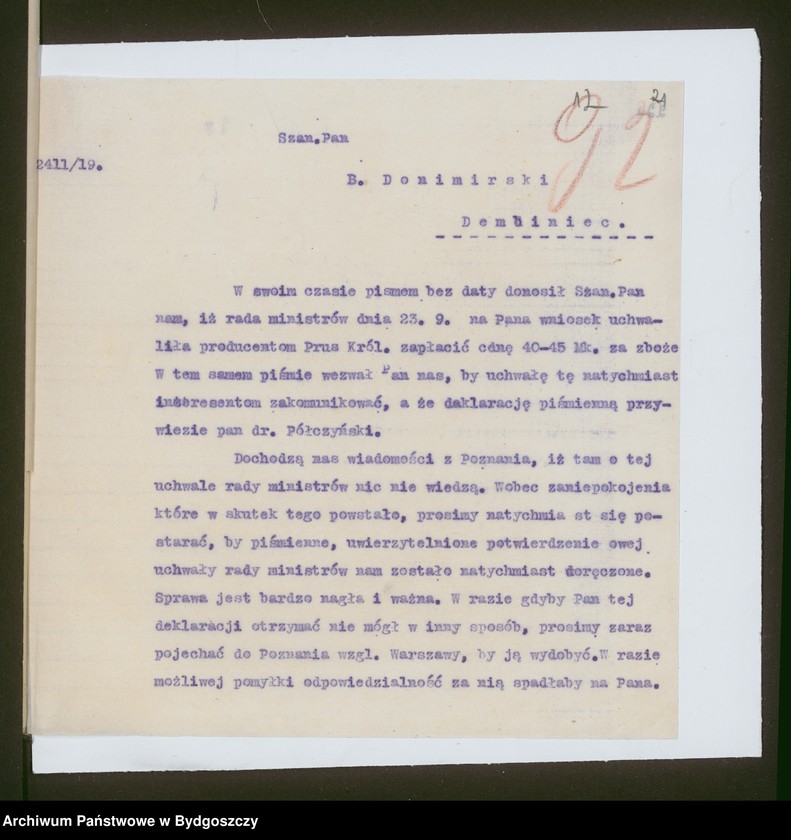 12 21
92
Szan.Pan
2411/19.
B. Donimirski
Dembiniec.
W swoim czasie pismem bez daty donosił Szan.Pan
nam, iż rada ministrów dnia 23. 9. na Pana wniosek uchwa-
liła producentom Prus Król. zapłacić cdnę 40-45 Mk. za zboże
W tem samem piśmie wezwał Pan nas, by uchwałę tę natychmiast
interesentom zakomunikować, a że deklarację piśmienną przy-
wiezie pan dr. Półczyński.
Dochodzą nas wiadomości z Poznania, iż tam o tej
uchwale rady ministrów nic nie wiedzą. Wobec zaniepokojenia
które w skutek tego powstało, prosimy natychmia st się po-
starać, by piśmienne, uwierzytelnione potwierdzenie owej
uchwały rady ministrów nam zostało natychmiast doręczone.
Sprawa jest bardzo nagła i ważna. W razie gdyby Pan tej
deklaracji otrzymać nie mógł w inny sposób, prosimy zaraz
pojechać do Poznania wzgl. Warszawy, by ją wydobyć.W razie
możliwej pomyłki odpowiedzialność za nią spadłaby na Pana.
Archiwum Państwowe w Bydgoszczy